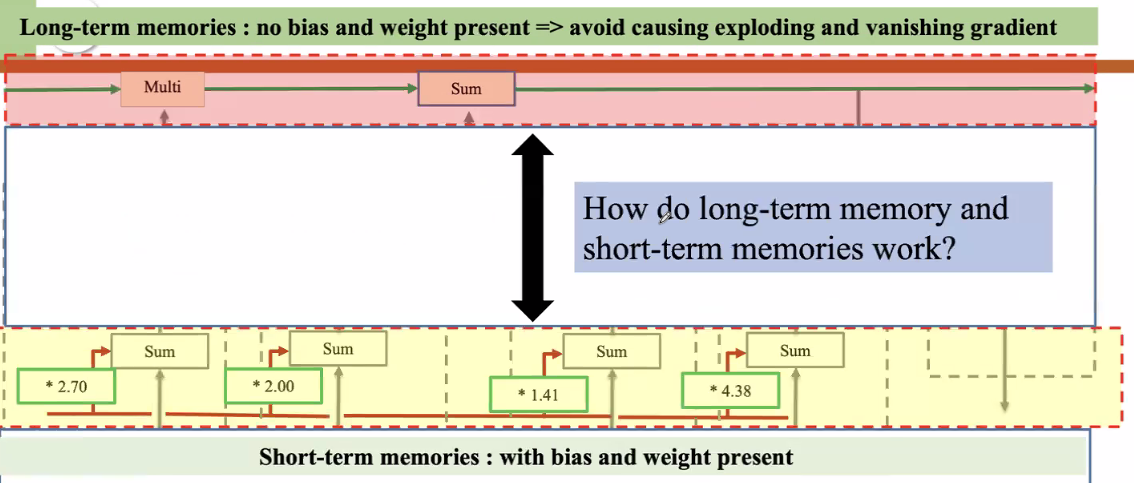 Long-term memories : no bias and weight present => avoid causing exploding and vanishing gradient
Multi
Sum
How do long-term memory and
short-term memories work?
Sum
Sum
Sum
Sum
* 2.70
* 2.00
* 1.41
* 4.38
Short-term memories : with bias and weight present